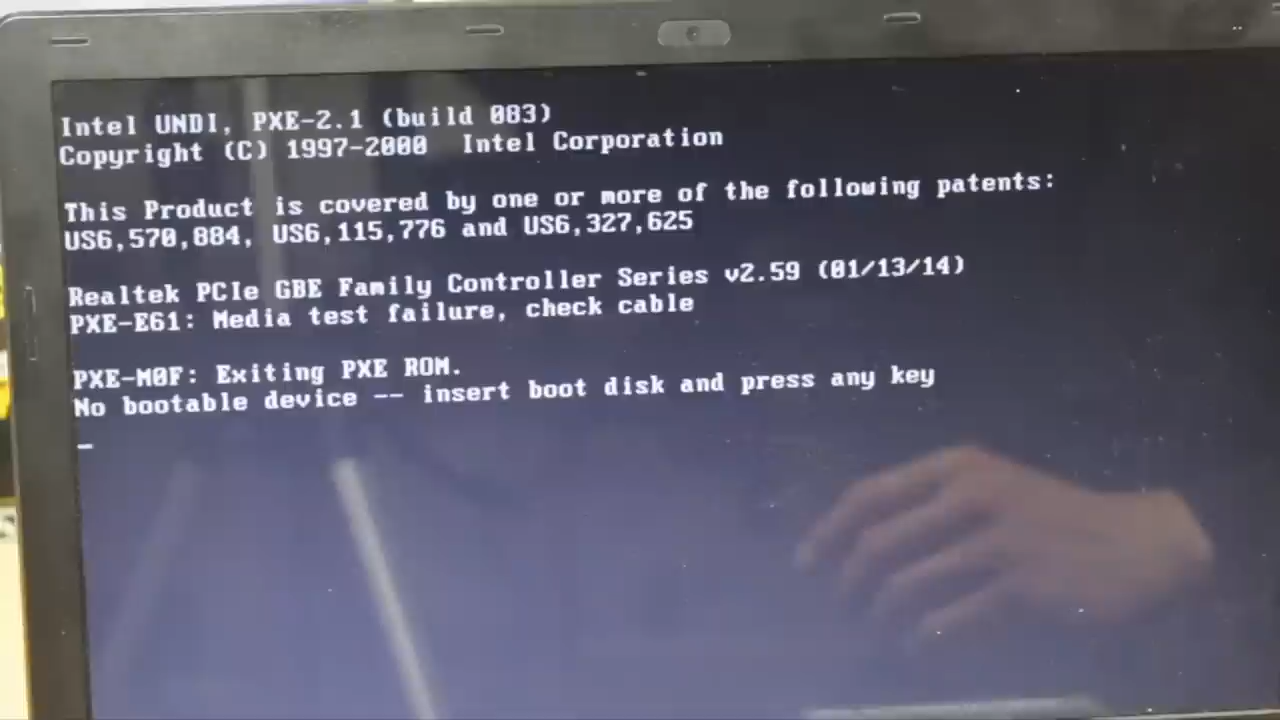 Intel UNDI, PXE-2.1 (build 083)
Copyright (C) 1997-2000  Intel Corporation
This Product is covered by one or more of the following patents:
US6,570,884, US6,115,776 and US6,327,625
Realtek PCIe GBE Family Controller Series v2.59 (01/13/14)
PXE-E61: Media test failure, check cable
PXE-M0F: Exiting PXE ROM.
No bootable device -- insert boot disk and press any key